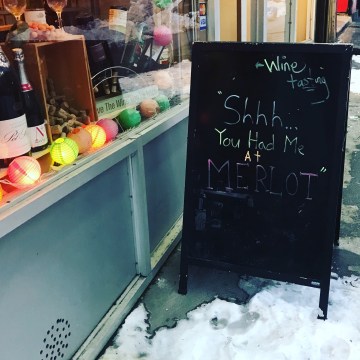 ~Wine
tasting
"Shhh...
You Had Me
AT
MERLOT"